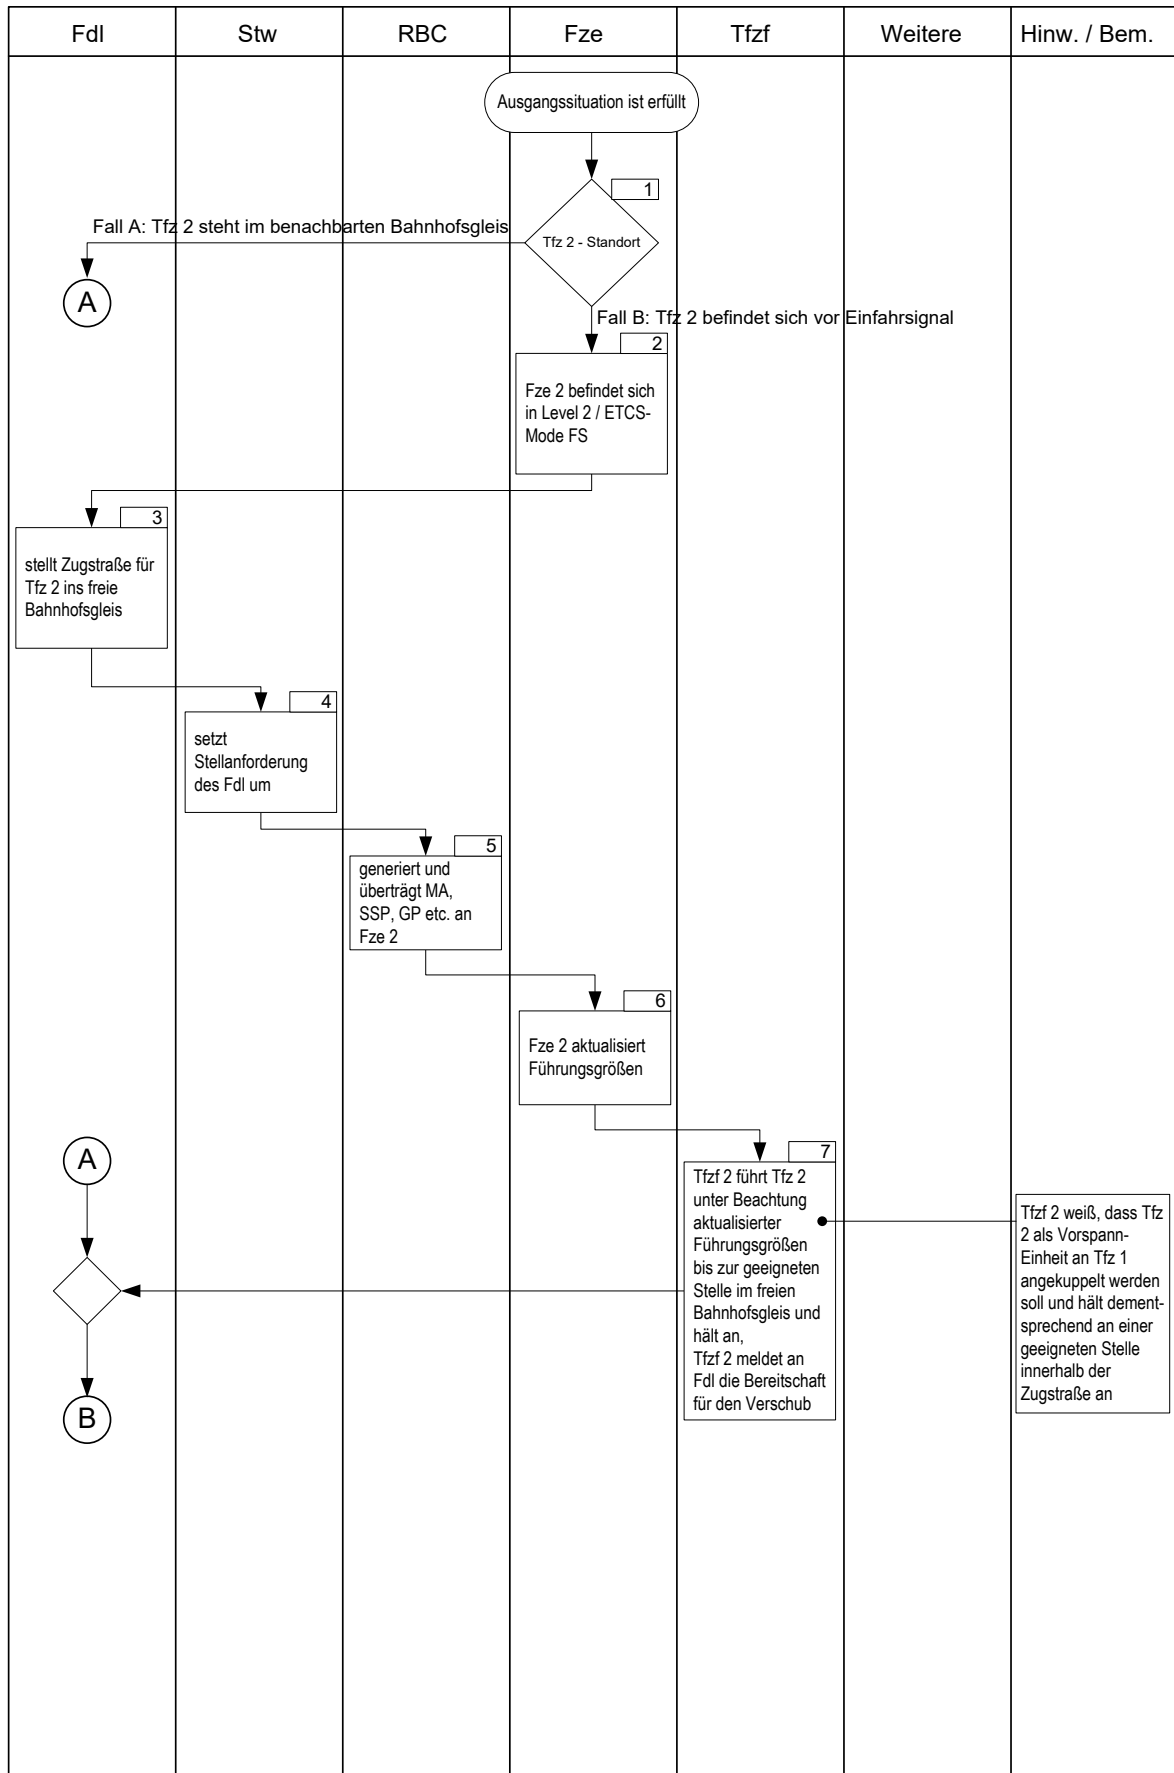 Fdl Stw RBC Fze Tfzf Weitere Hinw. / Bem.
Ausgangssituation ist erfüllt
1
Tfz 2 - Standort
Fall A: Tfz 2 steht im benachbarten Bahnhofsgleis
A
Fall B: Tfz 2 befindet sich vor Einfahrsignal
2
Fze 2 befindet sich
in Level 2 / ETCS-
Mode FS
3
stellt Zugstraße für
Tfz 2 ins freie
Bahnhofsgleis
4
setzt
Stellanforderung
des Fdl um
5
generiert und
überträgt MA,
SSP, GP etc. an
Fze 2
6
Fze 2 aktualisiert
Führungsgrößen
7
Tfzf 2 führt Tfz 2
unter Beachtung
aktualisierter
Führungsgrößen
bis zur geeigneten
Stelle im freien
Bahnhofsgleis und
hält an,
Tfzf 2 meldet an
Fdl die Bereitschaft
für den Verschub
Tfzf 2 weiß, dass Tfz
2 als Vorspann-
Einheit an Tfz 1
angekuppelt werden
soll und hält dement-
sprechend an einer
geeigneten Stelle
innerhalb der
Zugstraße an
A
B